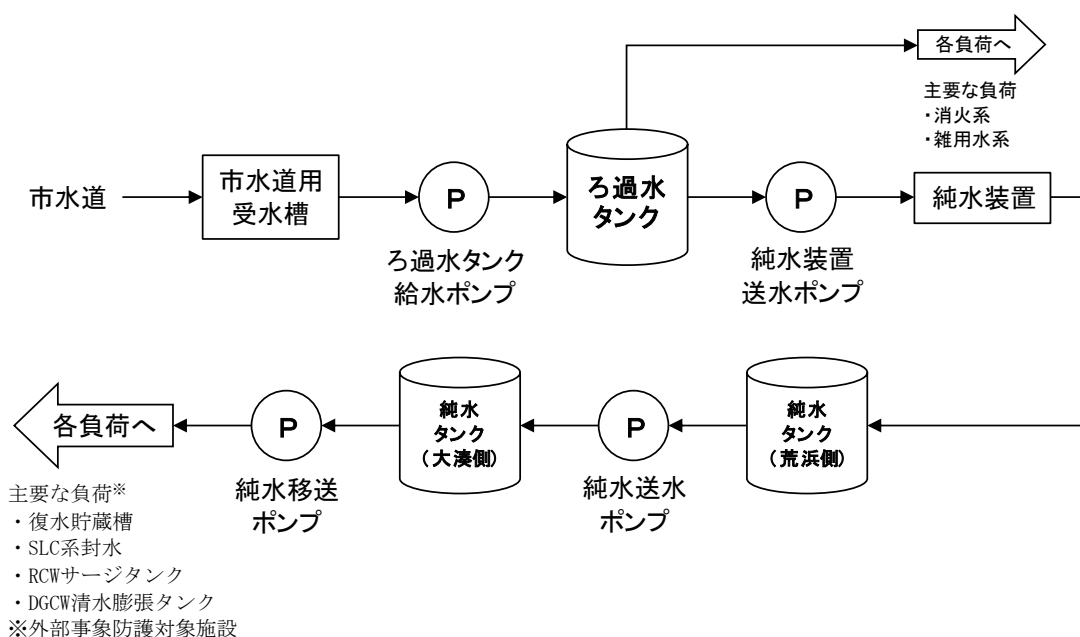 各負荷へ
主要な負荷
・消火系
・雑用水系
市水道
市水道用
受水槽
P
ろ過水タンク
給水ポンプ
ろ過水
タンク
P
純水装置
送水ポンプ
純水装置
各負荷へ
主要な負荷※
・復水貯蔵槽
・SLC系封水
・RCWサージタンク
・DGCW清水膨張タンク
※外部事象防護対象施設
P
純水移送
ポンプ
純水
タンク
(大湊側)
P
純水送水
ポンプ
純水
タンク
(荒浜側)